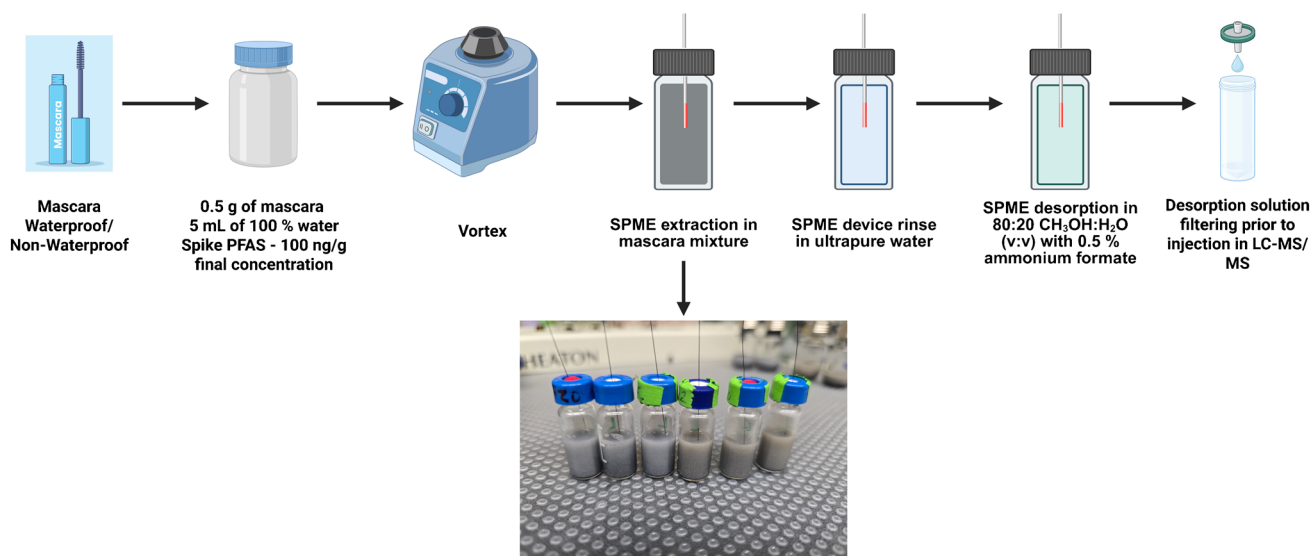 Mascara
Mascara
Waterproof/
Non-Waterproof
0.5 g of mascara
5 mL of 100 % water
Spike PFAS - 100 ng/g
final concentration
Vortex
SPME extraction in
mascara mixture
SPME device rinse
in ultrapure water
SPME desorption in
80:20 CH₃OH:H₂O
(v:v) with 0.5 %
ammonium formate
Desorption solution
filtering prior to
injection in LC-MS/
MS
HEATON